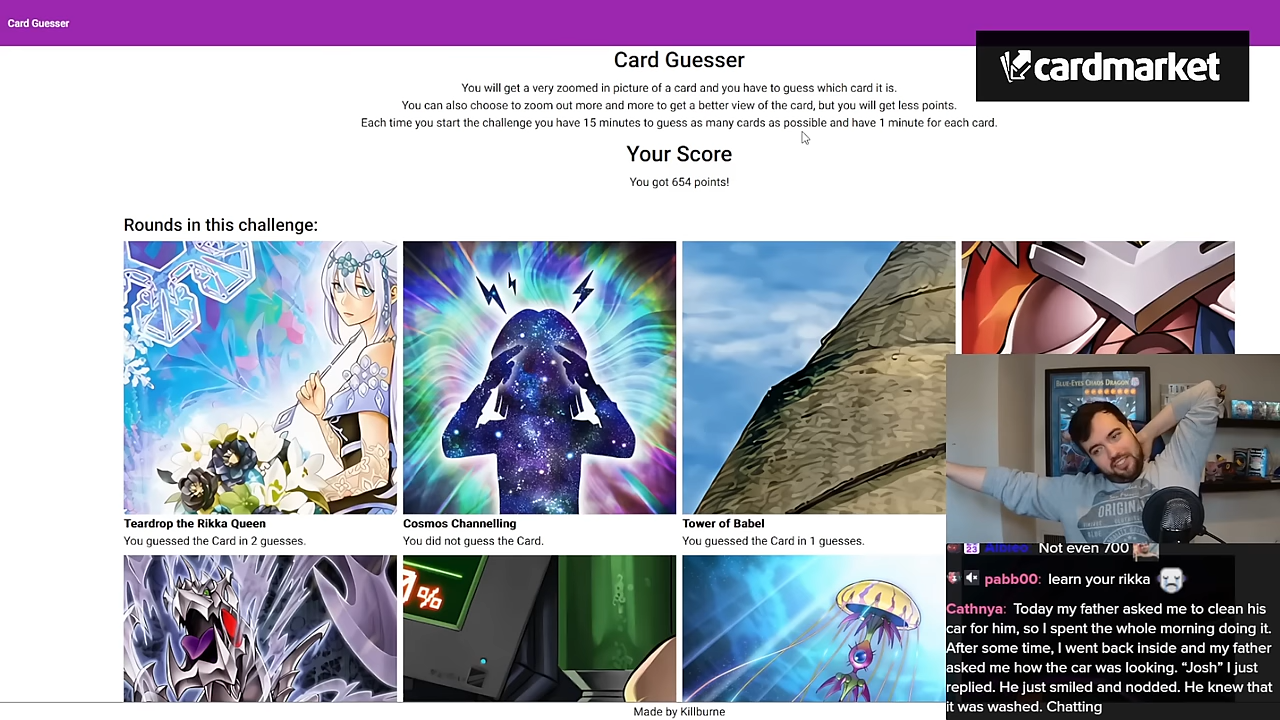 Card Guesser
cardmarket
Card Guesser
You will get a very zoomed in picture of a card and you have to guess which card it is.
You can also choose to zoom out more and more to get a better view of the card, but you will get less points.
Each time you start the challenge you have 15 minutes to guess as many cards as possible and have 1 minute for each card.
Your Score
You got 654 points!
Rounds in this challenge:
BLUE-EYES CHAOS DRAGON
ORIGINAL
Teardrop the Rikka Queen
Cosmos Channelling
Tower of Babel
You guessed the Card in 2 guesses.
You did not guess the Card.
You guessed the Card in 1 guesses.
23
Not even 700
pabb00: learn your rikka
Cathnya: Today my father asked me to clean his
car for him, so I spent the whole morning doing it.
After some time, I went back inside and my father
asked me how the car was looking. “Josh” I just
replied. He just smiled and nodded. He knew that
it was washed. Chatting
%
Made by Killburne